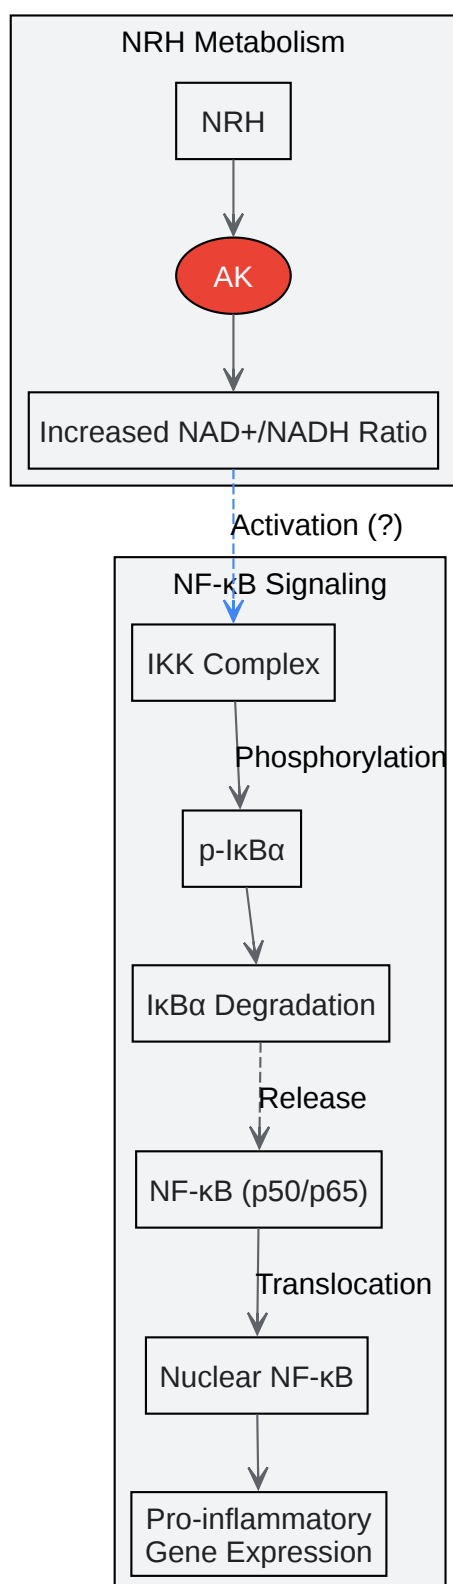 NRH Metabolism
NRH
AK
Increased NAD+/NADH Ratio
Activation (?)
NF-κB Signaling
IKK Complex
Phosphorylation
p-IκBα
IκBα Degradation
Release
NF-κB (p50/p65)
Translocation
Nuclear NF-κB
Pro-inflammatory
Gene Expression